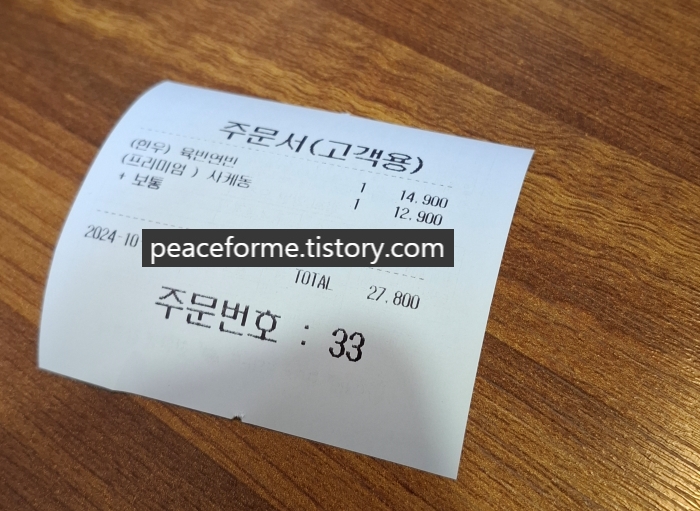 주문서(고객용)
(한우) 육반연반 1 14.900
(프리미엄 ) 사케동 1 12.900
* 보통
2024-10
peaceforme.tistory.com
TOTAL 27.800
주문번호 : 33